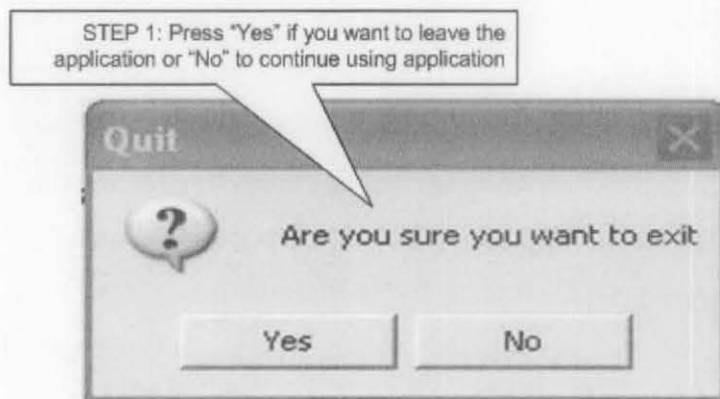 STEP 1: Press "Yes" if you want to leave the
application or "No" to continue using application
Quit
Are you sure you want to exit
Yes
No